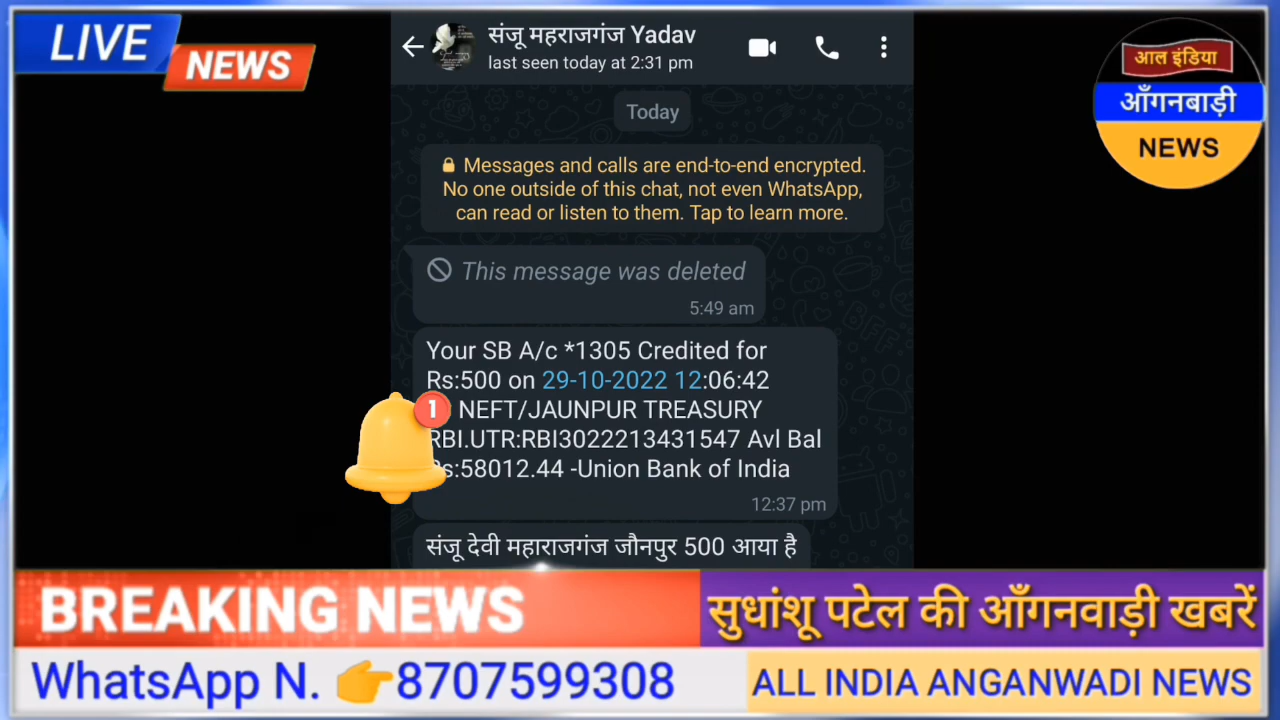 LIVE
NEWS
संजू महराजगंज Yadav
last seen today at 2:31 pm
आल इंडिया
आँगनबाड़ी
NEWS
Today
Messages and calls are end-to-end encrypted.
No one outside of this chat, not even WhatsApp,
can read or listen to them. Tap to learn more.
This message was deleted
5:49 am
Your SB A/c *1305 Credited for
Rs:500 on 29-10-2022 12:06:42
1
NEFT/JAUNPUR TREASURY
RBI.UTR:RBI3022213431547 Avl Bal
Rs:58012.44 -Union Bank of India
12:37 pm
संजू देवी महाराजगंज जौनपुर 500 आया है
BREAKING NEWS
सुधांशू पटेल की आँगनवाड़ी खबरें
WhatsApp N. 👉8707599308
ALL INDIA ANGANWADI NEWS